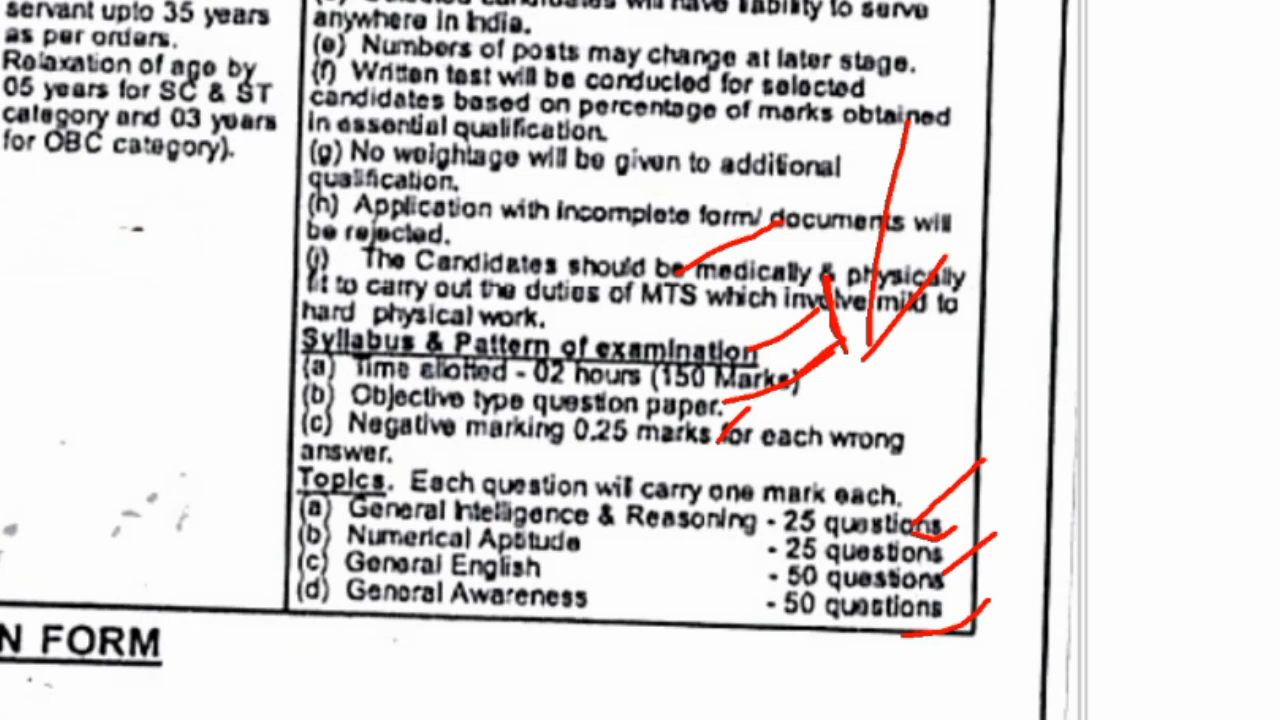 servant upto 35 years
as per orders.
Relaxation of age by
05 years for SC & ST
category and 03 years
for OBC category).
candidates will have liability to serve
anywhere in India.
(e) Numbers of posts may change at later stage.
(f) Written test will be conducted for selected
candidates based on percentage of marks obtained
in essential qualification.
(g) No weightage will be given to additional
qualification.
(h) Application with incomplete form/ documents will
be rejected.
(i) The Candidates should be medically & physically
fit to carry out the duties of MTS which involve mild to
hard physical work.
Syllabus & Pattern of examination
(a) Time allotted - 02 hours (150 Marks)
(b) Objective type question paper.
(c) Negative marking 0.25 marks for each wrong
answer.
Topics. Each question will carry one mark each.
(a) General Intelligence & Reasoning - 25 questions
(b) Numerical Aptitude - 25 questions
(c) General English - 50 questions
(d) General Awareness - 50 questions
N FORM